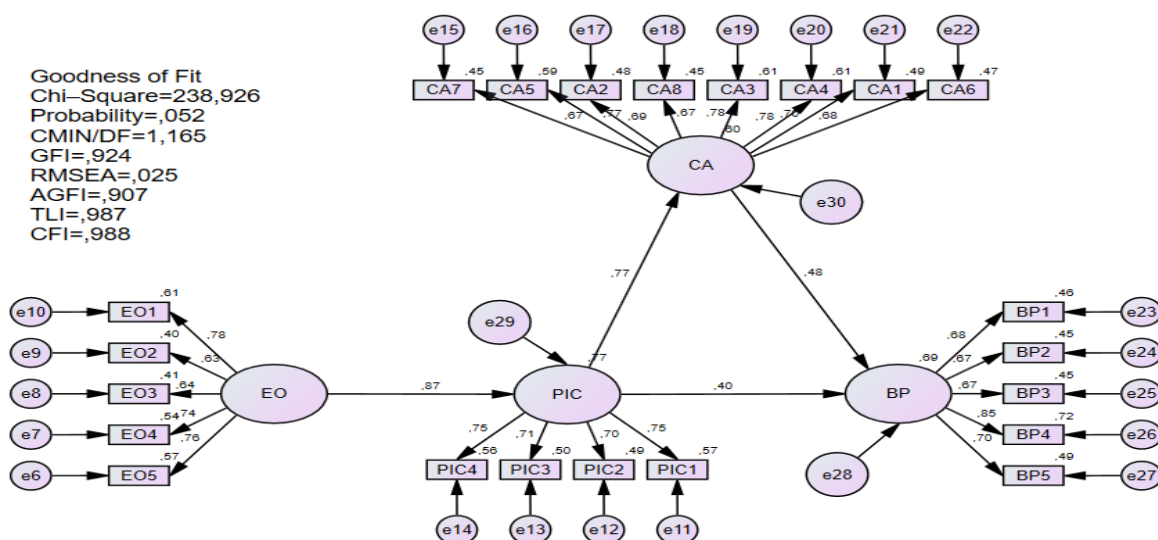 e15 e16 e17 e18 e19 e20 e21 e22
.45 .59 .48 .45 .61 .61 .49 .47
CA7 CA5 CA2 CA8 CA3 CA4 CA1 CA6
Goodness of Fit
Chi–Square=238,926
Probability=,052
CMIN/DF=1,165
GFI=,924
RMSEA=,025
AGFI=,907
TLI=,987
CFI=,988
.67 .77 .69 .67 .78 .78 .70 .68
.60
CA
e30
.77
.48
e10 EO1 .61
.78
e9 EO2 .40
.63
e8 EO3 .41
.64
e7 EO4 .54
.74
e6 EO5 .57
.76
EO
.87
e29
.77
PIC
.40
.75 .71 .70 .75
.56 .50 .49 .57
PIC4 PIC3 PIC2 PIC1
e14 e13 e12 e11
.69
BP
e28
.68
.46
BP1 e23
.67
.45
BP2 e24
.67
.45
BP3 e25
.85
.72
BP4 e26
.70
.49
BP5 e27